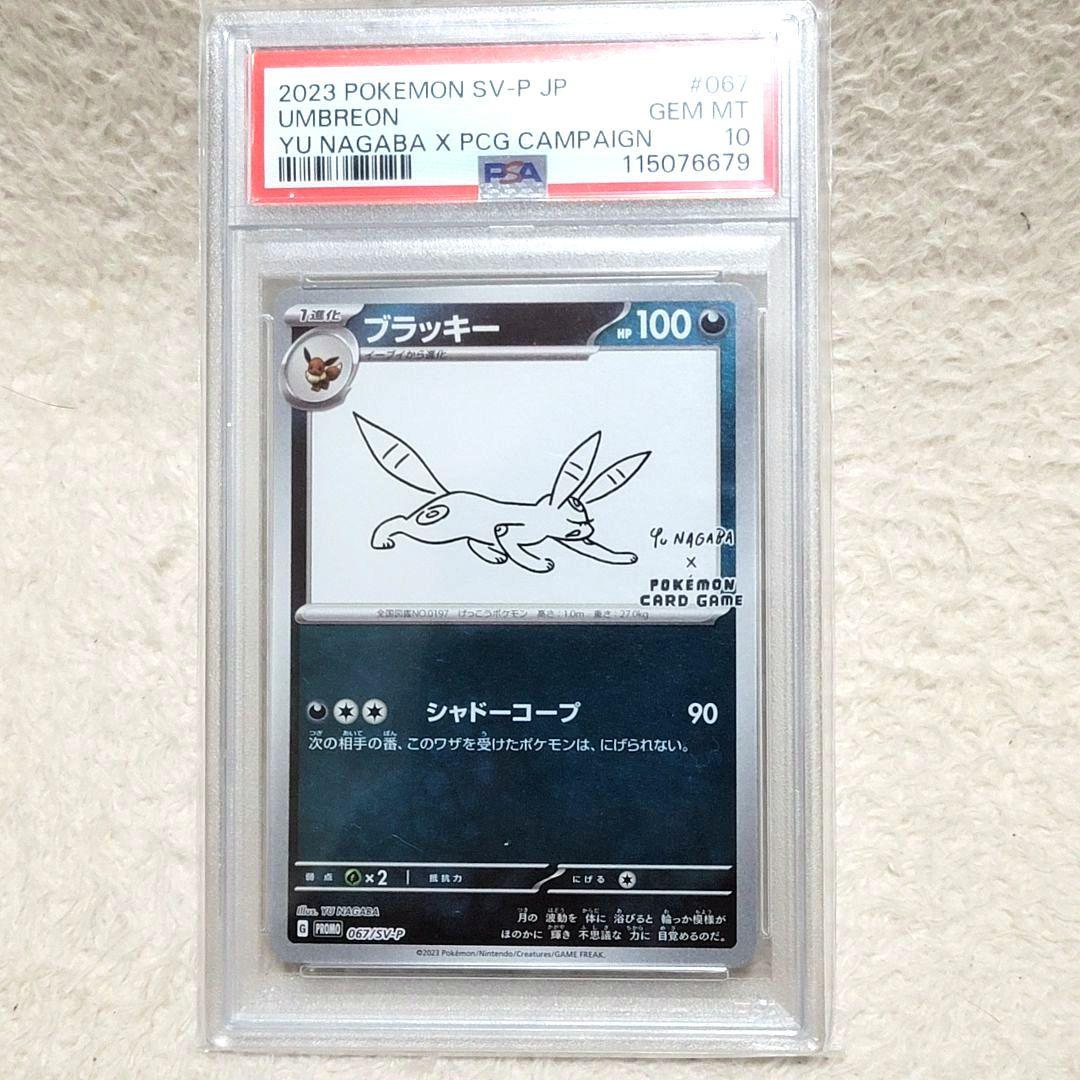 2023 POKEMON SV-P JP #067
UMBREON GEM MT
YU NAGABA X PCG CAMPAIGN 10
PSA 115076679
1進化 ブラッキー HP 100
イーブイから進化
Yu NAGABA
×
POKÉMON
CARD GAME
全国図鑑NO.0197 げっこうポケモン 高さ:1.0m 重さ:27.0kg
シャドーコープ 90
次の相手の番、このワザを受けたポケモンは、にげられない。
弱点 ×2 抵抗力 にげる
illus. YU NAGABA
月の波動を体に浴びると輪っか模様が
ほのかに輝き不思議な力に目覚めるのだ。
G PROMO 067/SV-P
©2023 Pokémon/Nintendo/Creatures/GAME FREAK.